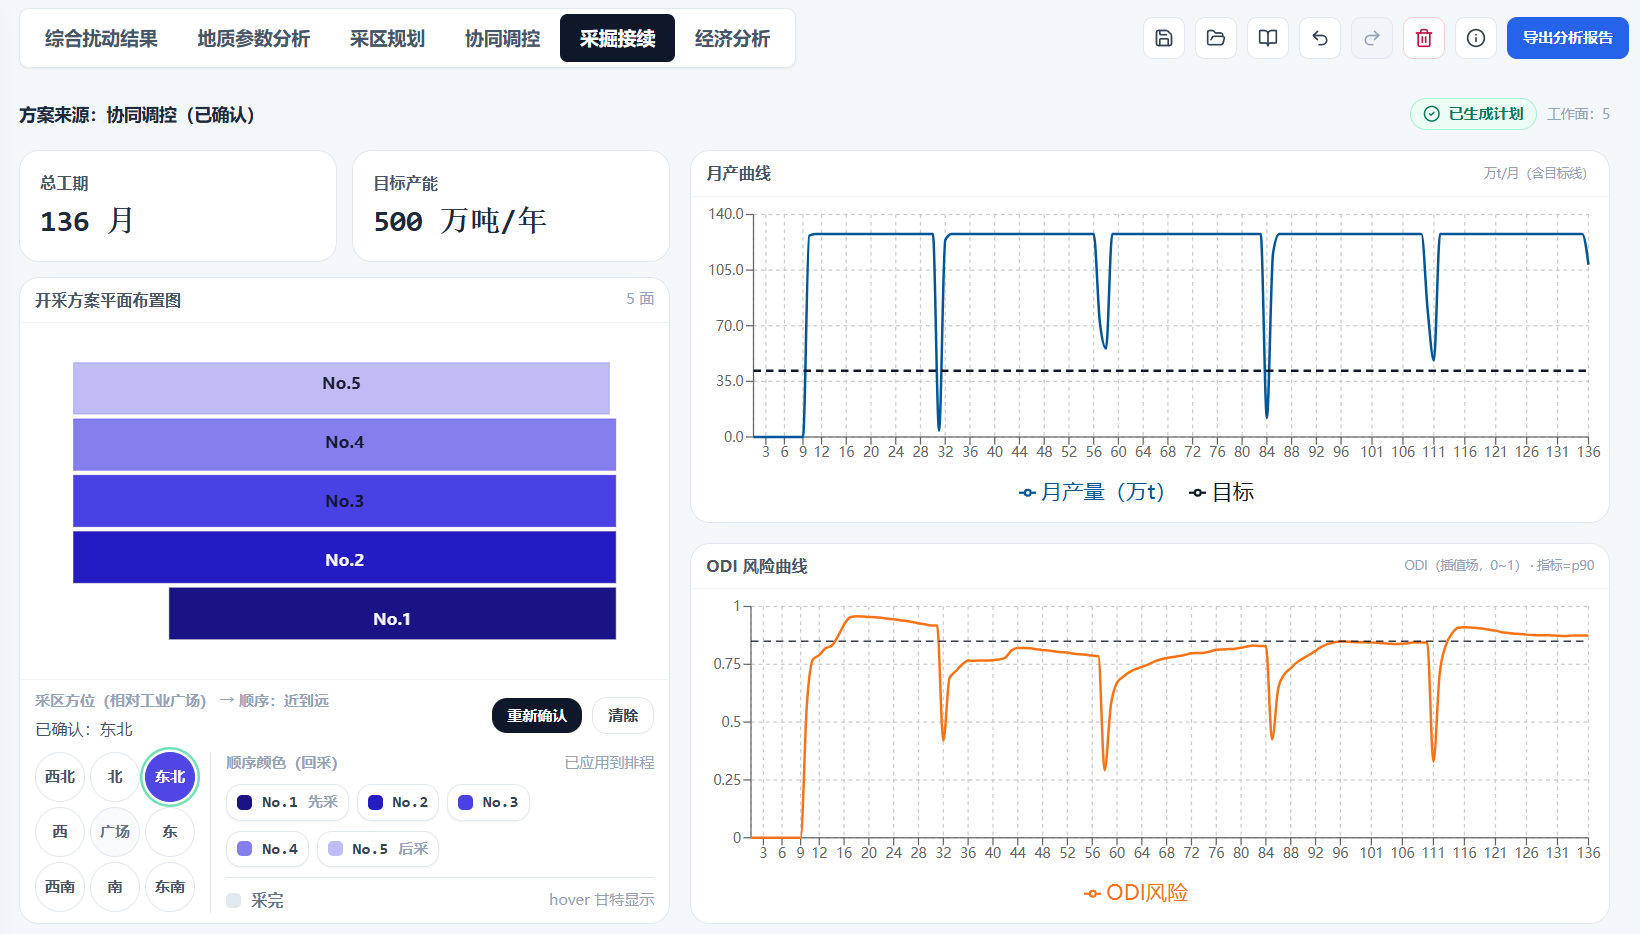 综合扰动结果 地质参数分析 采区规划 协同调控 采掘接续 经济分析 导出分析报告
方案来源：协同调控（已确认） 已生成计划 工作面：5
总工期
136 月
目标产能
500 万吨/年
开采方案平面布置图 5 面
No.5
No.4
No.3
No.2
No.1
采区方位（相对工业广场） → 顺序：近到远
已确认：东北
重新确认 清除
西北 北 东北
西 广场 东
西南 南 东南
顺序颜色（回采） 已应用到排程
No.1 先采 No.2 No.3
No.4 No.5 后采
采完 hover 甘特显示
月产曲线 万t/月（含目标线）
140.0
105.0
70.0
35.0
0.0
3 6 9 12 16 20 24 28 32 36 40 44 48 52 56 60 64 68 72 76 80 84 88 92 96 101 106 111 116 121 126 131 136
月产量（万t） 目标
ODI 风险曲线 ODI（插值场，0~1）· 指标=p90
1
0.75
0.5
0.25
0
3 6 9 12 16 20 24 28 32 36 40 44 48 52 56 60 64 68 72 76 80 84 88 92 96 101 106 111 116 121 126 131 136
ODI风险